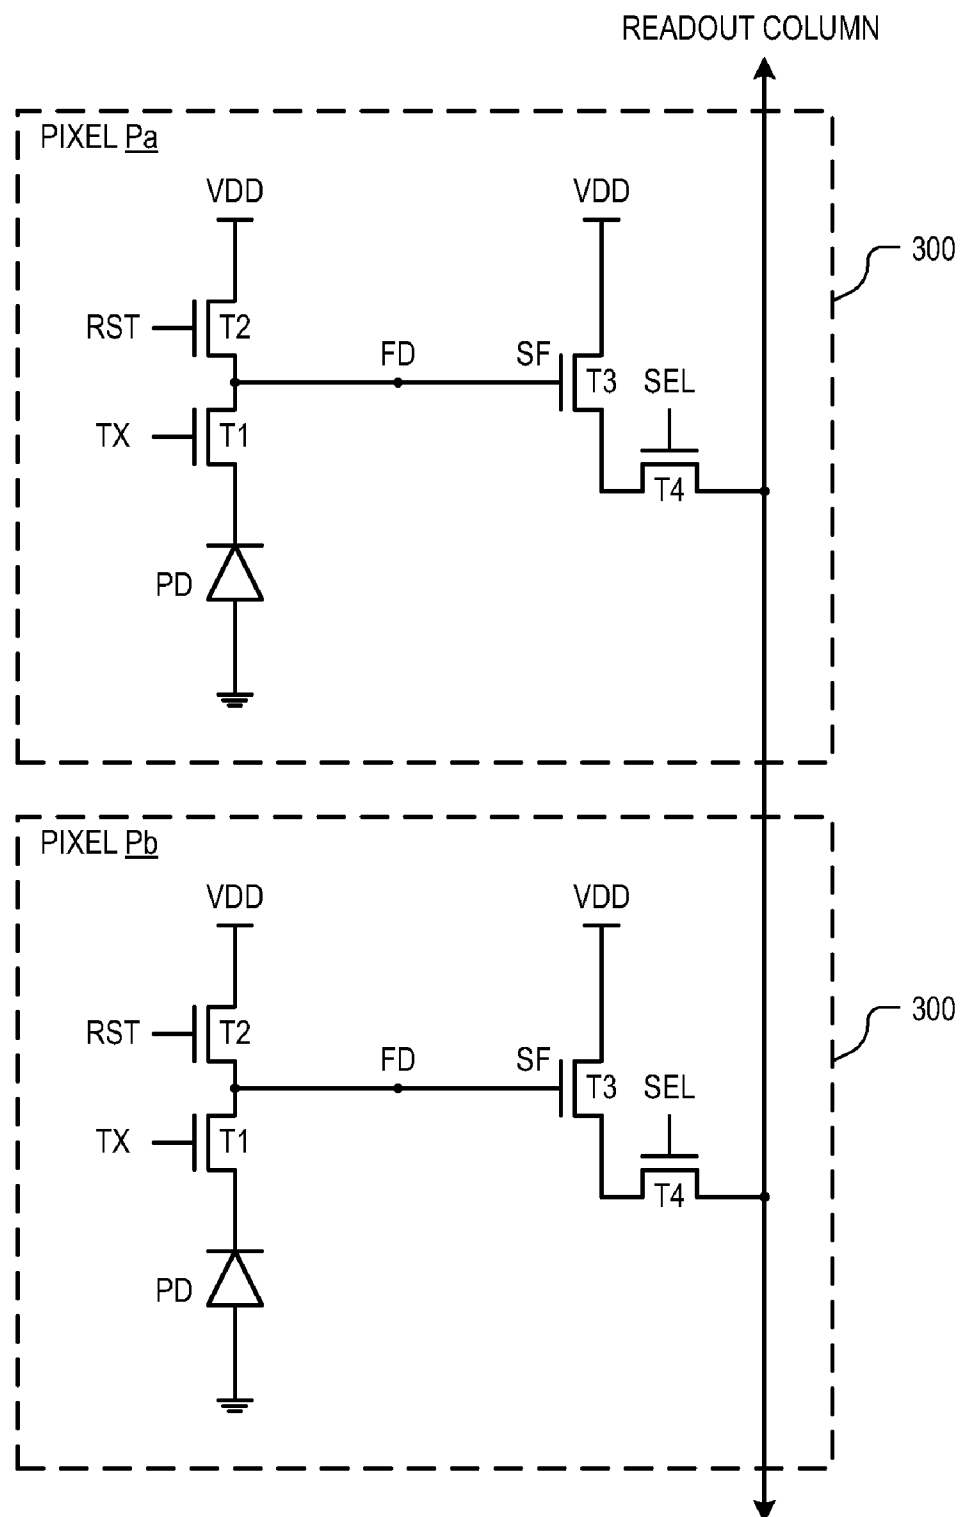 READOUT COLUMN
PIXEL Pa
VDD
VDD
300
RST
T2
FD
SF
T3
SEL
TX
T1
T4
PD
PIXEL Pb
VDD
VDD
300
RST
T2
FD
SF
T3
SEL
TX
T1
T4
PD